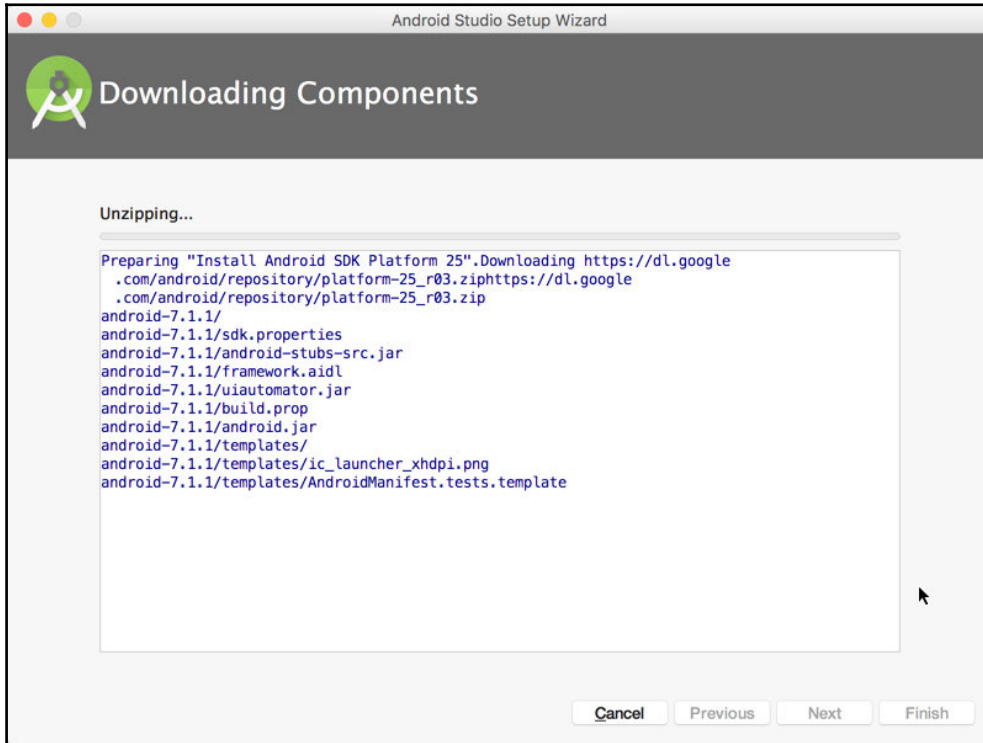 Android Studio Setup Wizard
Downloading Components
Unzipping...
Preparing "Install Android SDK Platform 25".Downloading https://dl.google
.com/android/repository/platform-25_r03.ziphttps://dl.google
.com/android/repository/platform-25_r03.zip
android-7.1.1/
android-7.1.1/sdk.properties
android-7.1.1/android-stubs-src.jar
android-7.1.1/framework.aidl
android-7.1.1/uiautomator.jar
android-7.1.1/build.prop
android-7.1.1/android.jar
android-7.1.1/templates/
android-7.1.1/templates/ic_launcher_xhdpi.png
android-7.1.1/templates/AndroidManifest.tests.template
Cancel Previous Next Finish